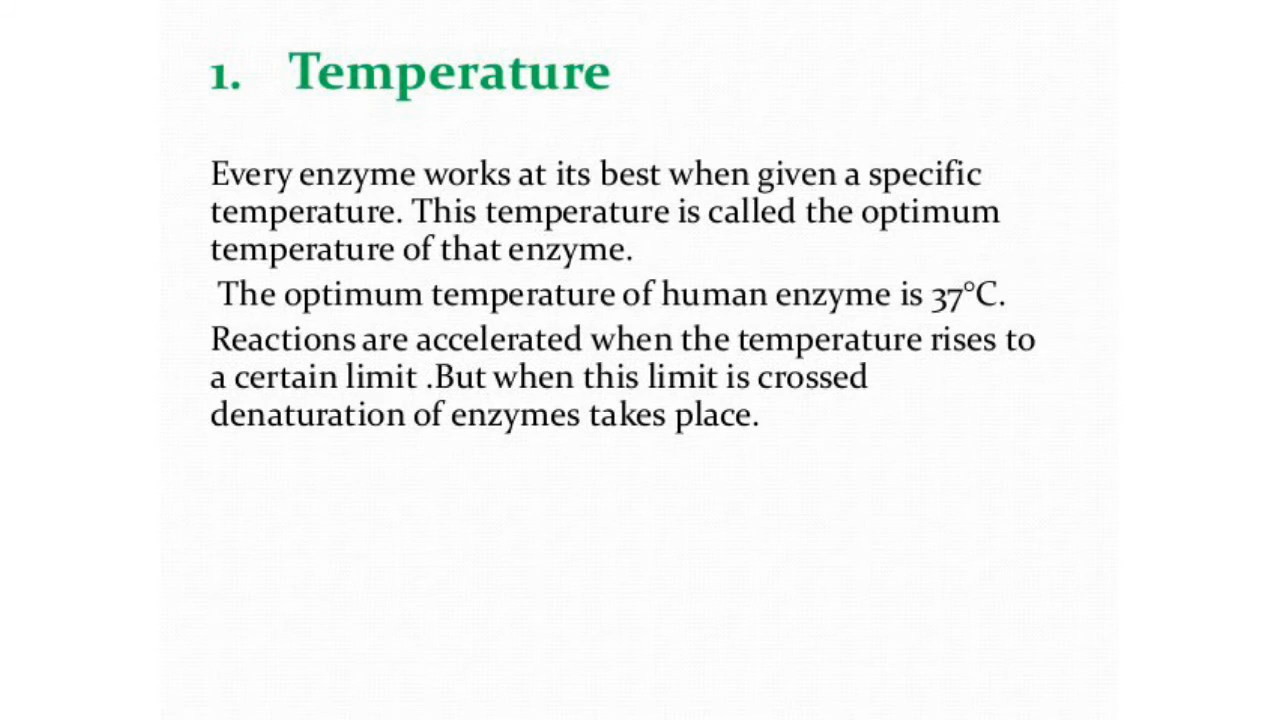 1. Temperature
Every enzyme works at its best when given a specific
temperature. This temperature is called the optimum
temperature of that enzyme.
The optimum temperature of human enzyme is 37°C.
Reactions are accelerated when the temperature rises to
a certain limit .But when this limit is crossed
denaturation of enzymes takes place.